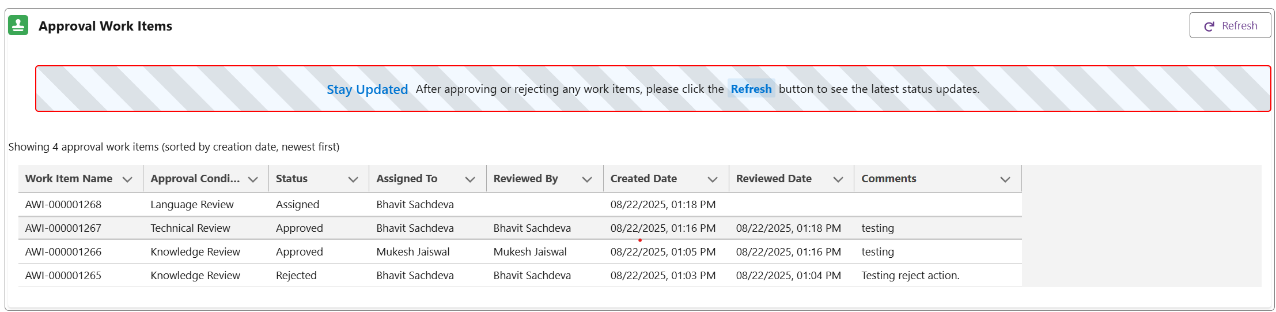 Approval Work Items
Refresh
Stay Updated After approving or rejecting any work items, please click the Refresh button to see the latest status updates.
Showing 4 approval work items (sorted by creation date, newest first)
Work Item Name Approval Condi... Status Assigned To Reviewed By Created Date Reviewed Date Comments
AWI-000001268 Language Review Assigned Bhavit Sachdeva 08/22/2025, 01:18 PM
AWI-000001267 Technical Review Approved Bhavit Sachdeva Bhavit Sachdeva 08/22/2025, 01:16 PM 08/22/2025, 01:18 PM testing
AWI-000001266 Knowledge Review Approved Mukesh Jaiswal Mukesh Jaiswal 08/22/2025, 01:05 PM 08/22/2025, 01:16 PM testing
AWI-000001265 Knowledge Review Rejected Bhavit Sachdeva Bhavit Sachdeva 08/22/2025, 01:03 PM 08/22/2025, 01:04 PM Testing reject action.